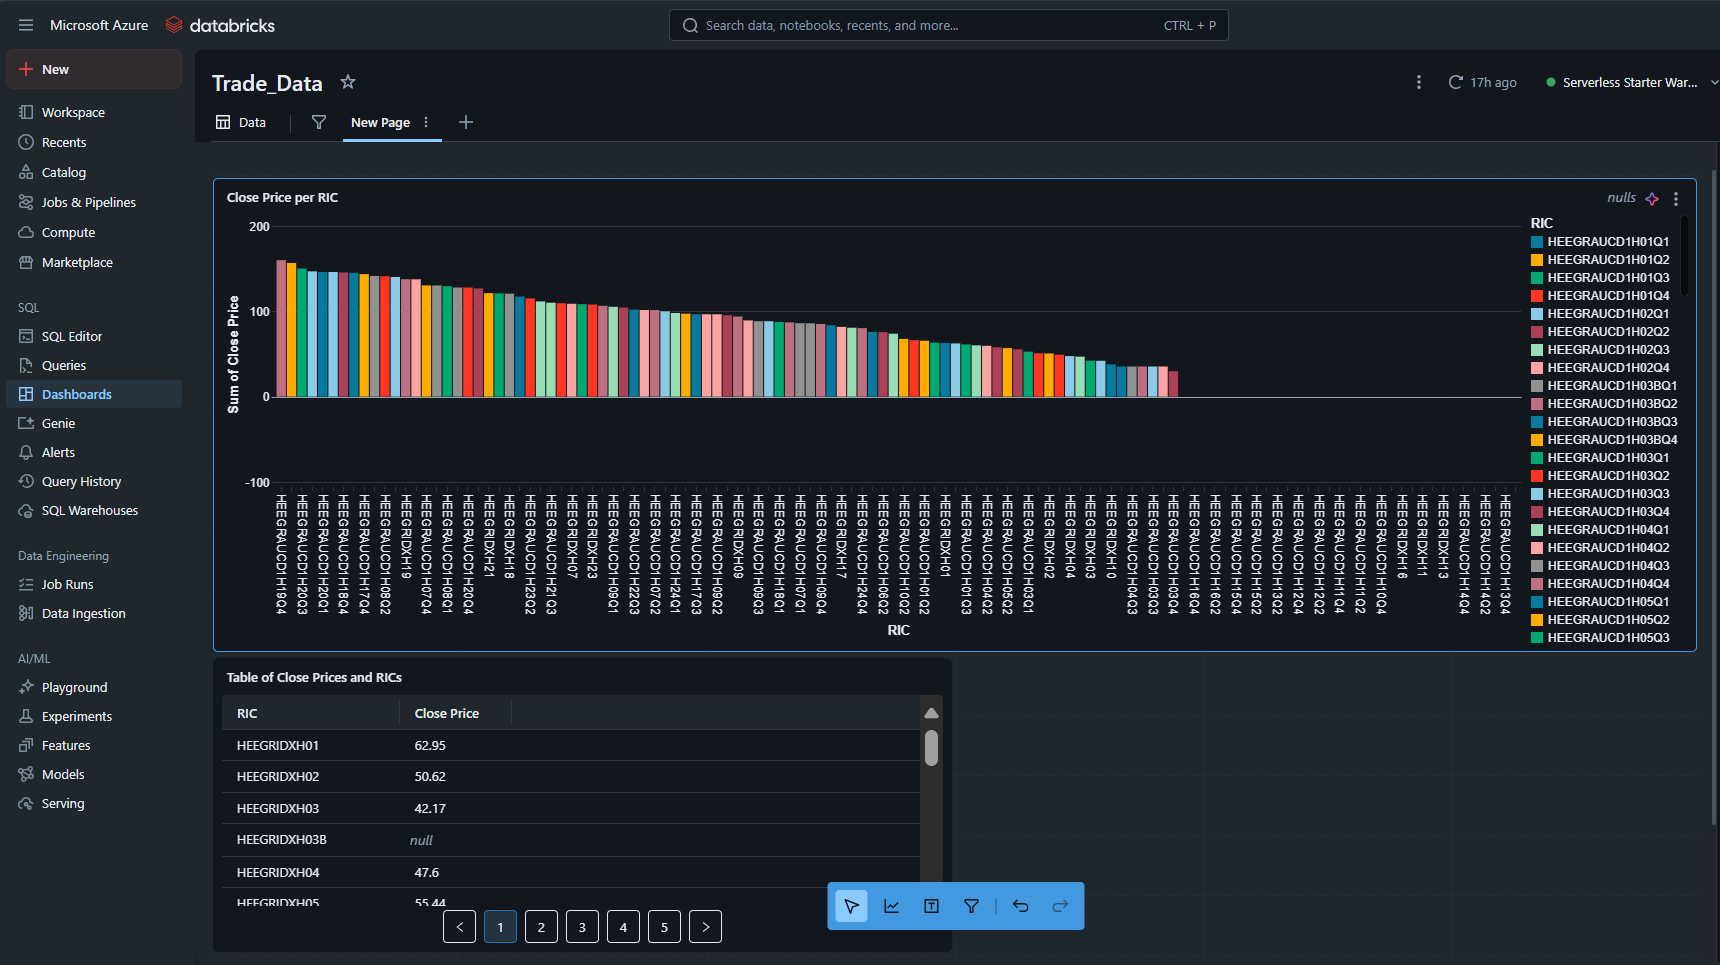 Microsoft Azure databricks
Search data, notebooks, recents, and more... CTRL + P
New
Workspace
Recents
Catalog
Jobs & Pipelines
Compute
Marketplace
SQL
SQL Editor
Queries
Dashboards
Genie
Alerts
Query History
SQL Warehouses
Data Engineering
Job Runs
Data Ingestion
AI/ML
Playground
Experiments
Features
Models
Serving
Trade_Data
17h ago
Serverless Starter War...
Data
New Page
Close Price per RIC
nulls
200
100
0
-100
Sum of Close Price
HEEGRAUCD1H19Q4
HEEGRAUCD1H20Q3
HEEGRAUCD1H20Q1
HEEGRAUCD1H18Q4
HEEGRAUCD1H17Q4
HEEGRAUCD1H08Q2
HEEGRIDXH19
HEEGRAUCD1H07Q4
HEEGRAUCD1H08Q1
HEEGRAUCD1H20Q4
HEEGRIDXH21
HEEGRIDXH18
HEEGRAUCD1H23Q2
HEEGRAUCD1H21Q3
HEEGRIDXH07
HEEGRIDXH23
HEEGRAUCD1H09Q1
HEEGRAUCD1H22Q3
HEEGRAUCD1H07Q2
HEEGRAUCD1H24Q1
HEEGRAUCD1H17Q3
HEEGRAUCD1H09Q2
HEEGRIDXH09
HEEGRAUCD1H09Q3
HEEGRAUCD1H18Q1
HEEGRAUCD1H07Q1
HEEGRAUCD1H09Q4
HEEGRIDXH17
HEEGRAUCD1H24Q4
HEEGRAUCD1H06Q2
HEEGRAUCD1H10Q2
HEEGRAUCD1H01Q2
HEEGRIDXH01
HEEGRAUCD1H01Q3
HEEGRAUCD1H04Q2
HEEGRAUCD1H05Q2
HEEGRAUCD1H03Q1
HEEGRIDXH02
HEEGRIDXH04
HEEGRIDXH03
HEEGRIDXH10
HEEGRAUCD1H04Q3
HEEGRAUCD1H03Q3
HEEGRAUCD1H03Q4
HEEGRAUCD1H16Q4
HEEGRAUCD1H16Q2
HEEGRAUCD1H15Q4
HEEGRAUCD1H15Q2
HEEGRAUCD1H13Q2
HEEGRAUCD1H12Q4
HEEGRAUCD1H12Q2
HEEGRAUCD1H11Q4
HEEGRAUCD1H11Q2
HEEGRAUCD1H10Q4
HEEGRIDXH16
HEEGRIDXH11
HEEGRIDXH13
HEEGRAUCD1H14Q4
HEEGRAUCD1H14Q2
HEEGRAUCD1H13Q4
RIC
RIC
HEEGRAUCD1H01Q1
HEEGRAUCD1H01Q2
HEEGRAUCD1H01Q3
HEEGRAUCD1H01Q4
HEEGRAUCD1H02Q1
HEEGRAUCD1H02Q2
HEEGRAUCD1H02Q3
HEEGRAUCD1H02Q4
HEEGRAUCD1H03BQ1
HEEGRAUCD1H03BQ2
HEEGRAUCD1H03BQ3
HEEGRAUCD1H03BQ4
HEEGRAUCD1H03Q1
HEEGRAUCD1H03Q2
HEEGRAUCD1H03Q3
HEEGRAUCD1H03Q4
HEEGRAUCD1H04Q1
HEEGRAUCD1H04Q2
HEEGRAUCD1H04Q3
HEEGRAUCD1H04Q4
HEEGRAUCD1H05Q1
HEEGRAUCD1H05Q2
HEEGRAUCD1H05Q3
Table of Close Prices and RICs
RIC Close Price
HEEGRIDXH01 62.95
HEEGRIDXH02 50.62
HEEGRIDXH03 42.17
HEEGRIDXH03B null
HEEGRIDXH04 47.6
HEEGRIDXH05 55.44
1 2 3 4 5